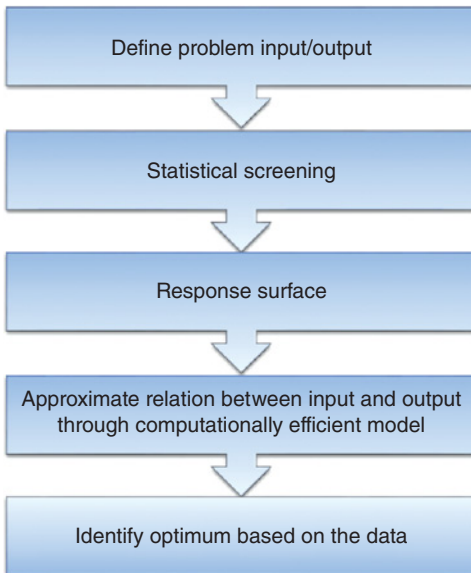 Define problem input/output
Statistical screening
Response surface
Approximate relation between input and output
through computationally efficient model
Identify optimum based on the data